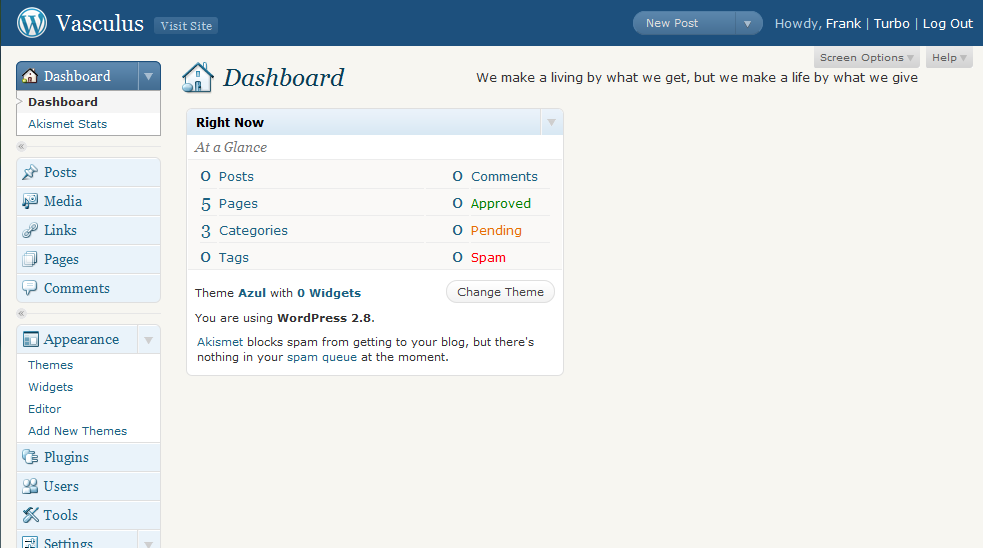 Vasculus Visit Site New Post Howdy, Frank | Turbo | Log Out
Screen Options Help
Dashboard
Dashboard
Akismet Stats
Posts
Media
Links
Pages
Comments
Appearance
Themes
Widgets
Editor
Add New Themes
Plugins
Users
Tools
Settings
Dashboard
We make a living by what we get, but we make a life by what we give
Right Now
At a Glance
0 Posts 0 Comments
5 Pages 0 Approved
3 Categories 0 Pending
0 Tags 0 Spam
Theme Azul with 0 Widgets Change Theme
You are using WordPress 2.8.
Akismet blocks spam from getting to your blog, but there's
nothing in your spam queue at the moment.